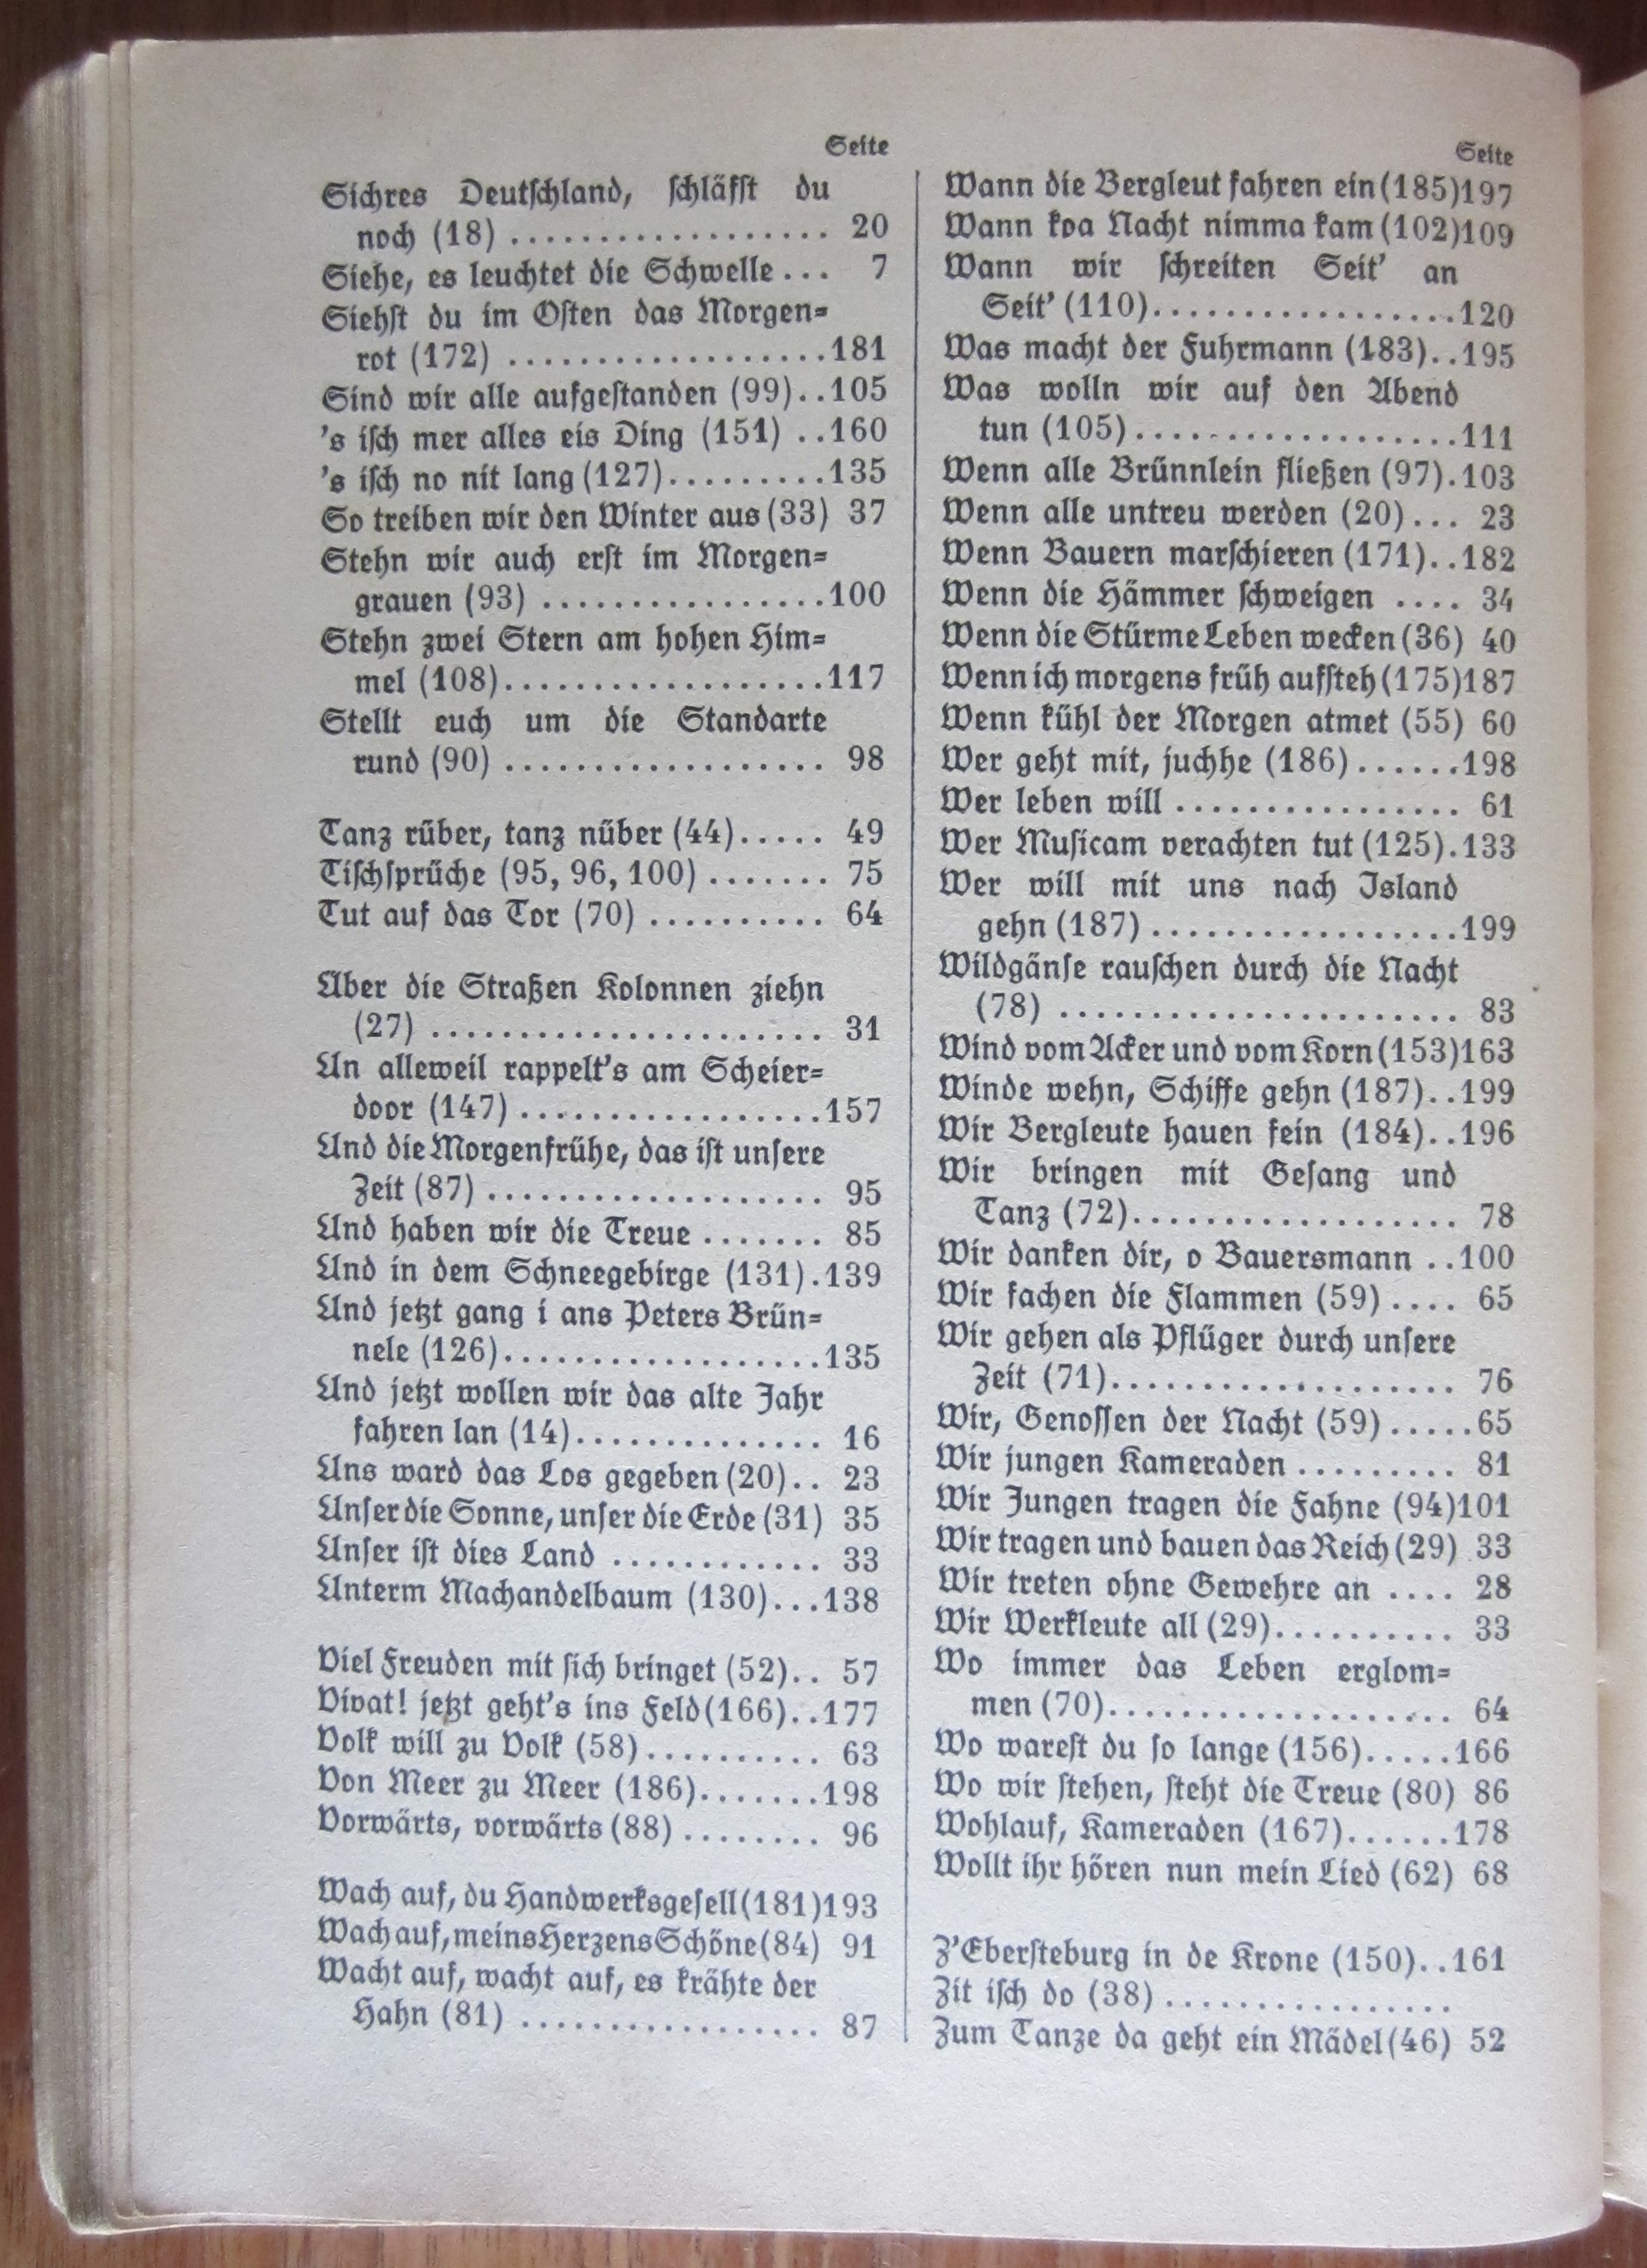 Seite
Sichres Deutschland, schläfst du
noch (18) .................. 20
Siehe, es leuchtet die Schwelle ... 7
Siehst du im Osten das Morgen=
rot (172) ..................181
Sind wir alle aufgestanden (99)..105
's isch mer alles eis Ding (151) ..160
's isch no nit lang (127).........135
So treiben wir den Winter aus (33) 37
Stehn wir auch erst im Morgen=
grauen (93) ................100
Stehn zwei Stern am hohen Him=
mel (108)..................117
Stellt euch um die Standarte
rund (90) .................. 98
Tanz rüber, tanz nüber (44)..... 49
Tischsprüche (95, 96, 100) ....... 75
Tut auf das Tor (70) .......... 64
Über die Straßen Kolonnen ziehn
(27) ...................... 31
Un alleweil rappelt's am Scheier=
door (147) .................157
Und die Morgenfrühe, das ist unsere
Zeit (87) ................... 95
Und haben wir die Treue ....... 85
Und in dem Schneegebirge (131).139
Und jetzt gang i ans Peters Brün=
nele (126)..................135
Und jetzt wollen wir das alte Jahr
fahren lan (14).............. 16
Uns ward das Los gegeben (20).. 23
Unser die Sonne, unser die Erde (31) 35
Unser ist dies Land ............ 33
Unterm Machandelbaum (130)...138
Viel Freuden mit sich bringet (52).. 57
Vivat! jetzt geht's ins Feld (166)..177
Volk will zu Volk (58).......... 63
Von Meer zu Meer (186).......198
Vorwärts, vorwärts (88) ........ 96
Wach auf, du Handwerksgesell (181)193
Wach auf, meins Herzens Schöne (84) 91
Wacht auf, wacht auf, es krähte der
Hahn (81) ................. 87
Seite
Wann die Bergleut fahren ein (185)197
Wann koa Nacht nimma kam (102)109
Wann wir schreiten Seit' an
Seit' (110).................120
Was macht der Fuhrmann (183)..195
Was wolln wir auf den Abend
tun (105)..................111
Wenn alle Brünnlein fließen (97).103
Wenn alle untreu werden (20)... 23
Wenn Bauern marschieren (171)..182
Wenn die Hämmer schweigen .... 34
Wenn die Stürme Leben wecken (36) 40
Wenn ich morgens früh aufsteh (175)187
Wenn kühl der Morgen atmet (55) 60
Wer geht mit, juchhe (186)......198
Wer leben will ................ 61
Wer Musicam verachten tut (125).133
Wer will mit uns nach Island
gehn (187) .................199
Wildgänse rauschen durch die Nacht
(78) ...................... 83
Wind vom Acker und vom Korn (153)163
Winde wehn, Schiffe gehn (187)..199
Wir Bergleute hauen fein (184)..196
Wir bringen mit Gesang und
Tanz (72).................. 78
Wir danken dir, o Bauersmann ..100
Wir fachen die Flammen (59) .... 65
Wir gehen als Pflüger durch unsere
Zeit (71)................... 76
Wir, Genossen der Nacht (59) .....65
Wir jungen Kameraden ......... 81
Wir Jungen tragen die Fahne (94)101
Wir tragen und bauen das Reich (29) 33
Wir treten ohne Gewehre an .... 28
Wir Werkleute all (29).......... 33
Wo immer das Leben erglom=
men (70)................... 64
Wo warest du so lange (156).....166
Wo wir stehen, steht die Treue (80) 86
Wohlauf, Kameraden (167)......178
Wollt ihr hören nun mein Lied (62) 68
Z'Ebersteburg in de Krone (150)..161
Zit isch do (38) ................
Zum Tanze da geht ein Mädel (46) 52